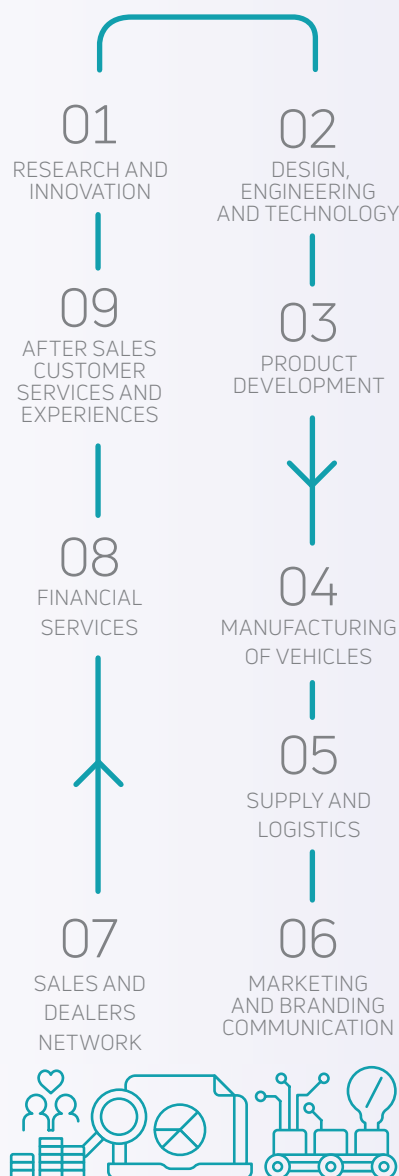 01
RESEARCH AND
INNOVATION
02
DESIGN,
ENGINEERING
AND TECHNOLOGY
03
PRODUCT
DEVELOPMENT
04
MANUFACTURING
OF VEHICLES
05
SUPPLY AND
LOGISTICS
06
MARKETING
AND BRANDING
COMMUNICATION
07
SALES AND
DEALERS
NETWORK
08
FINANCIAL
SERVICES
09
AFTER SALES
CUSTOMER
SERVICES AND
EXPERIENCES